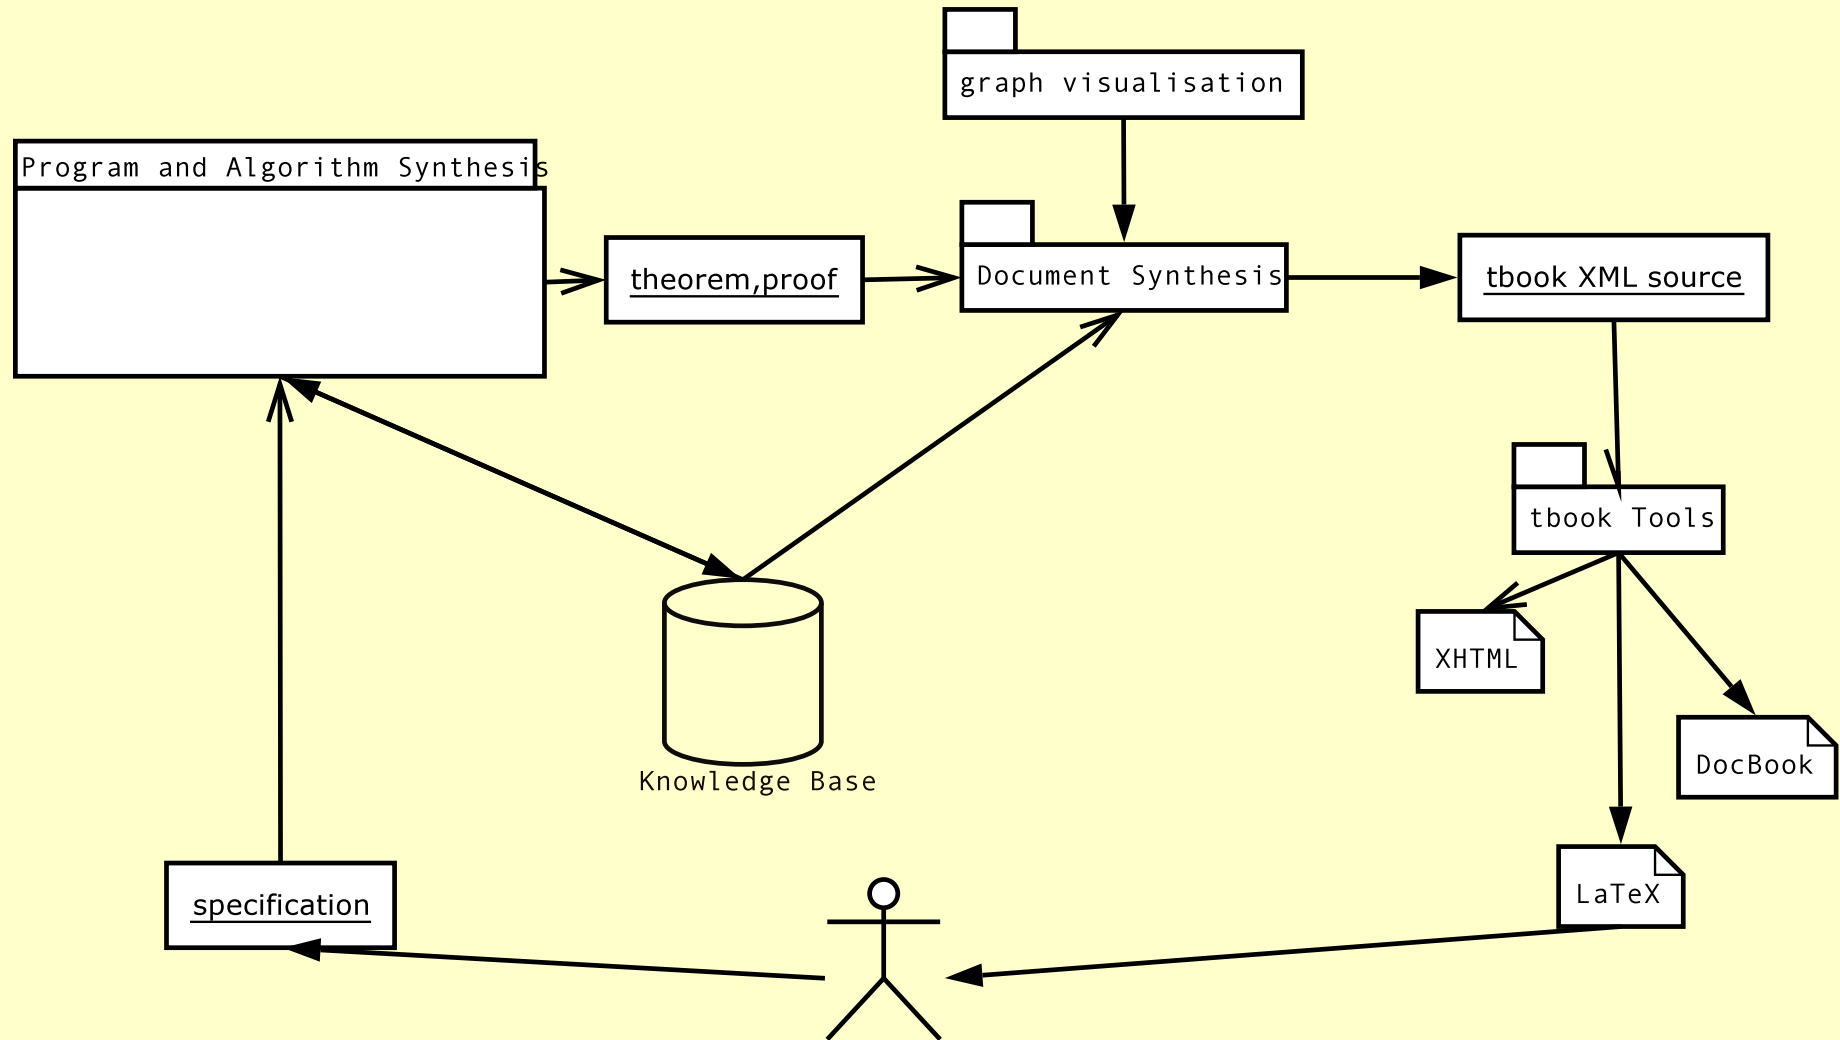 graph visualisation
Program and Algorithm Synthesis
theorem,proof
Document Synthesis
tbook XML source
tbook Tools
XHTML
DocBook
Knowledge Base
LaTeX
specification